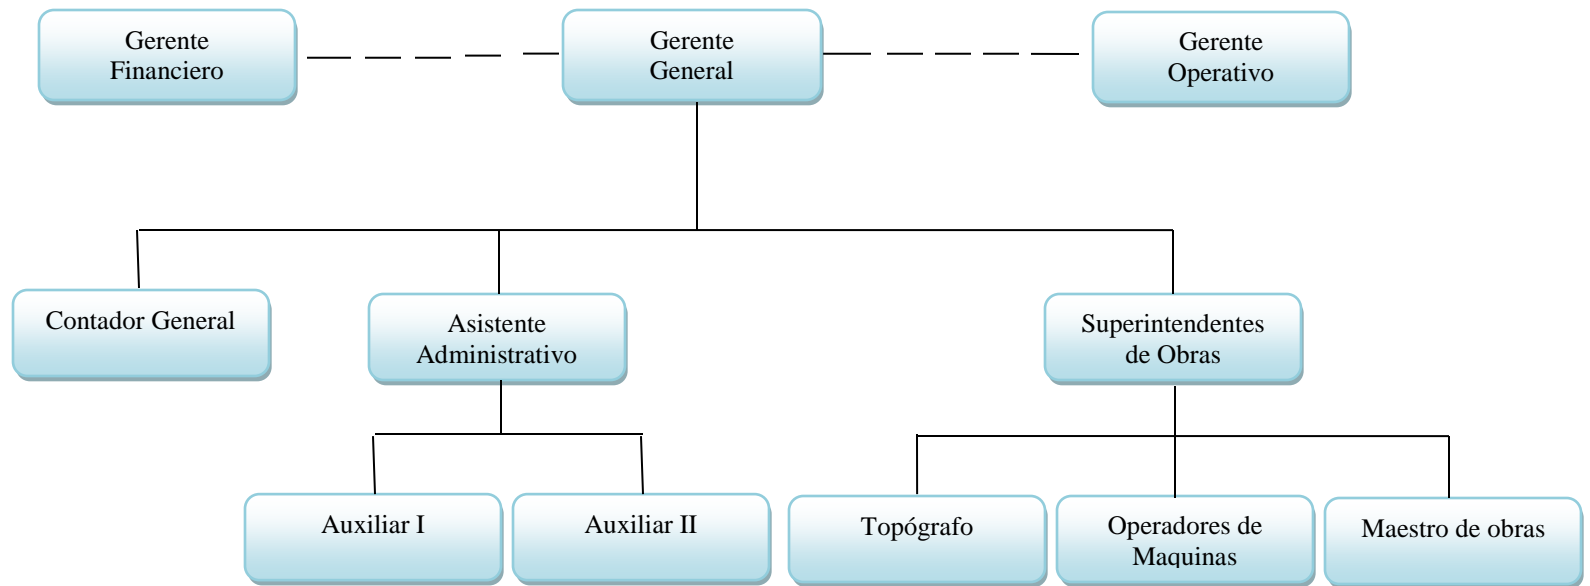 Gerente
Financiero
Gerente
General
Gerente
Operativo
Contador General
Asistente
Administrativo
Superintendentes
de Obras
Auxiliar I
Auxiliar II
Topógrafo
Operadores de
Maquinas
Maestro de obras